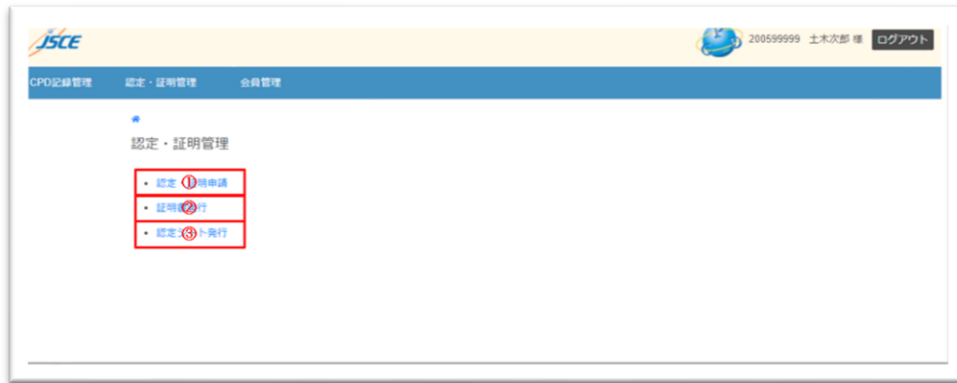 JSCE
200599999 土木次郎 様 ログアウト
CPD記録管理 認定・証明管理 会員管理
認定・証明管理
• 認定・①明申請
• 証明②行
• 認定③ト発行